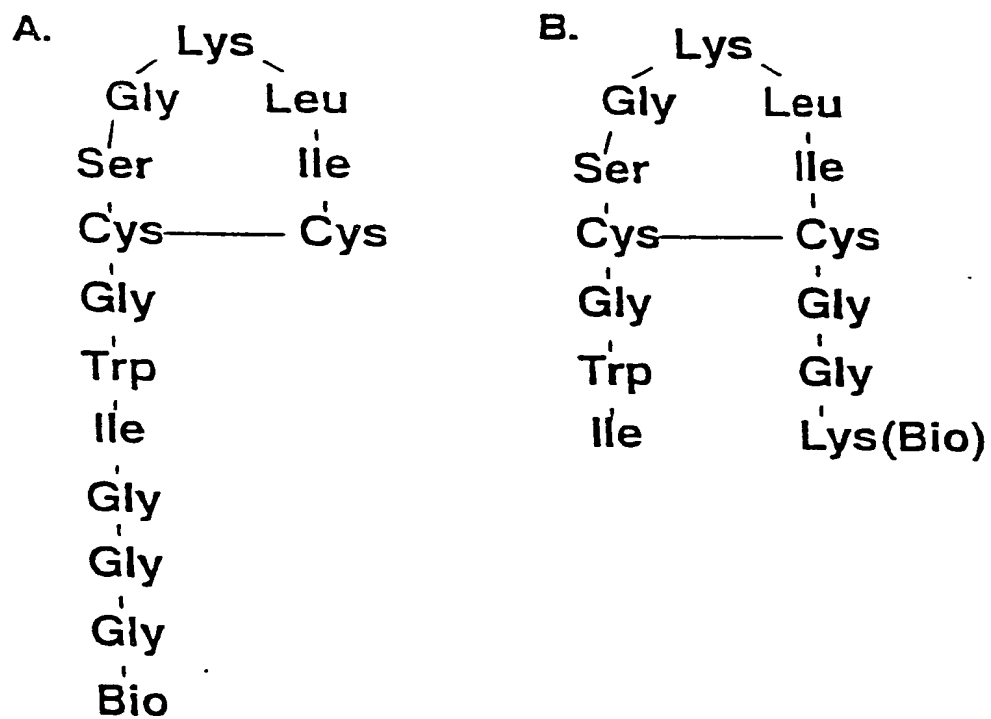 A.
Lys
Gly Leu
Ser Ile
Cys Cys
Gly
Trp
Ile
Gly
Gly
Gly
Bio
B.
Lys
Gly Leu
Ser Ile
Cys Cys
Gly Gly
Trp Gly
Ile Lys(Bio)